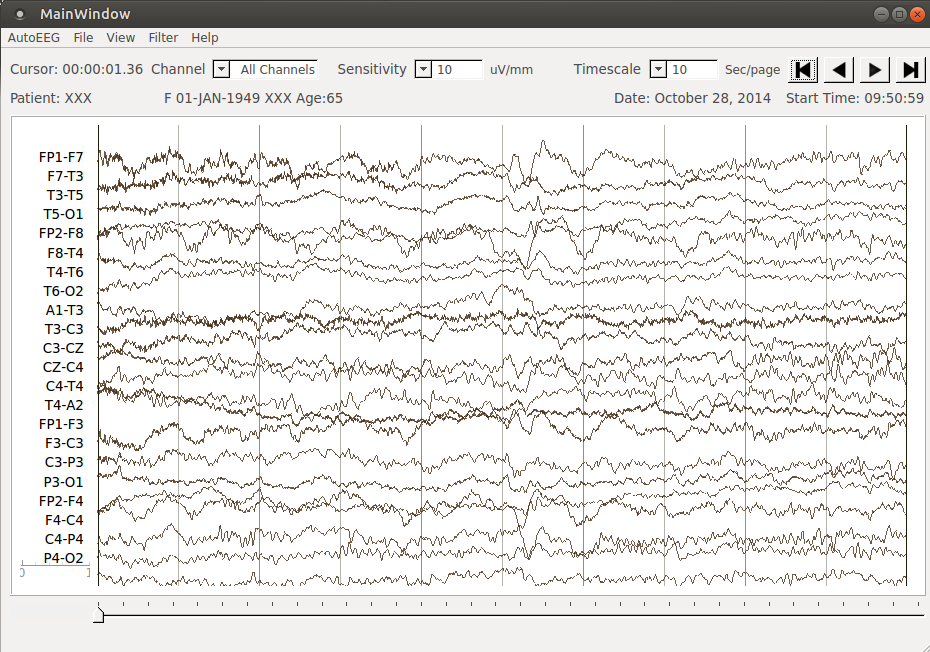 MainWindow
AutoEEG File View Filter Help
Cursor: 00:00:01.36 Channel All Channels Sensitivity 10 uV/mm Timescale 10 Sec/page
Patient: XXX F 01-JAN-1949 XXX Age:65 Date: October 28, 2014 Start Time: 09:50:59
FP1-F7
F7-T3
T3-T5
T5-O1
FP2-F8
F8-T4
T4-T6
T6-O2
A1-T3
T3-C3
C3-CZ
CZ-C4
C4-T4
T4-A2
FP1-F3
F3-C3
C3-P3
P3-O1
FP2-F4
F4-C4
C4-P4
P4-O2
0 1